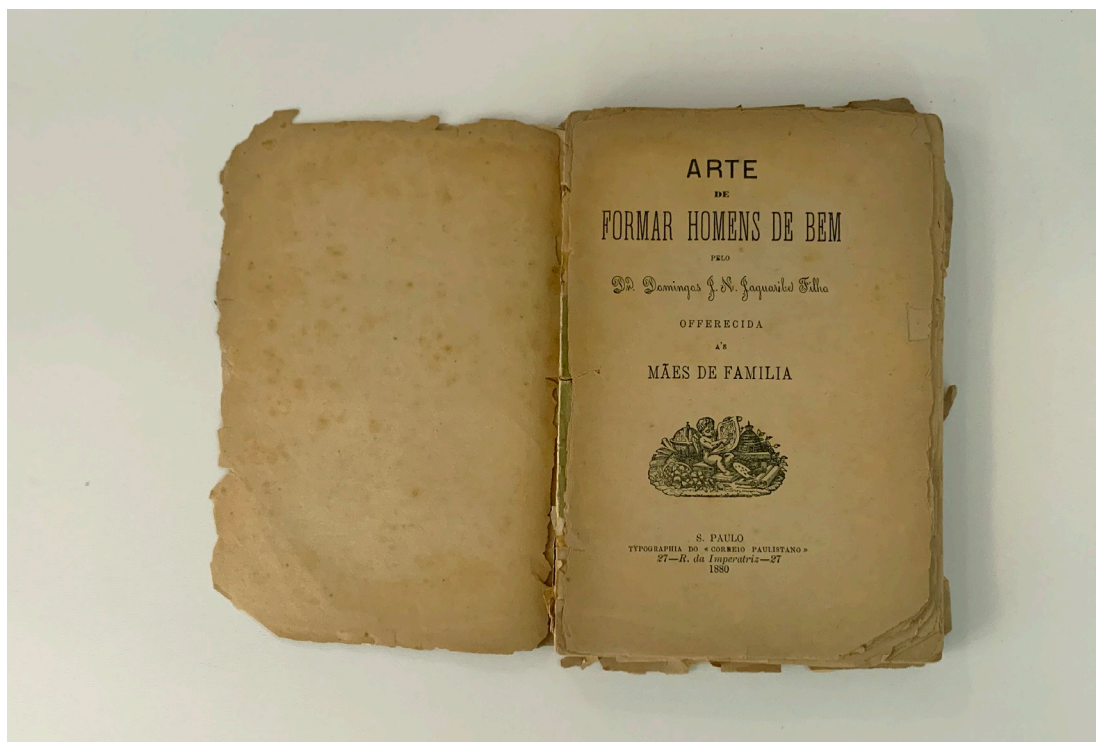 ARTE
DE
FORMAR HOMENS DE BEM
PELO
Dr. Domingos J. N. Jaguaribe Filho
OFFERECIDA
A'S
MÃES DE FAMILIA
S. PAULO
TYPOGRAPHIA DO « CORREIO PAULISTANO »
27—R. da Imperatriz—27
1880